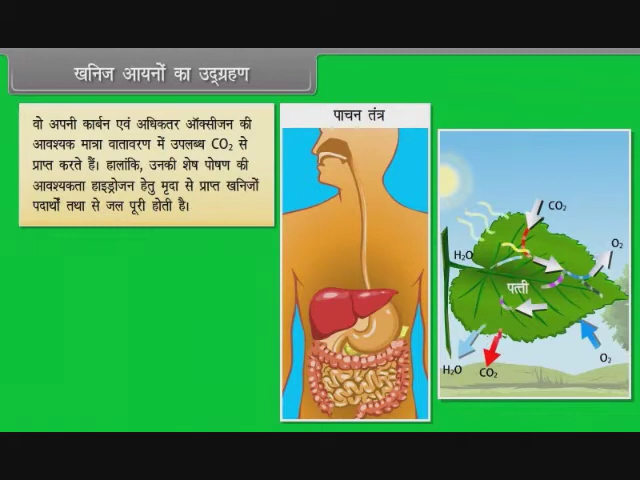 खनिज आयनों का उद्ग्रहण
वो अपनी कार्बन एवं अधिकतर ऑक्सीजन की
आवश्यक मात्रा वातावरण में उपलब्ध CO₂ से
प्राप्त करते हैं। हालांकि, उनकी शेष पोषण की
आवश्यकता हाइड्रोजन हेतु मृदा से प्राप्त खनिजों
पदार्थों तथा से जल पूरी होती है।
पाचन तंत्र
CO₂
O₂
H₂O
पत्ती
O₂
H₂O
CO₂